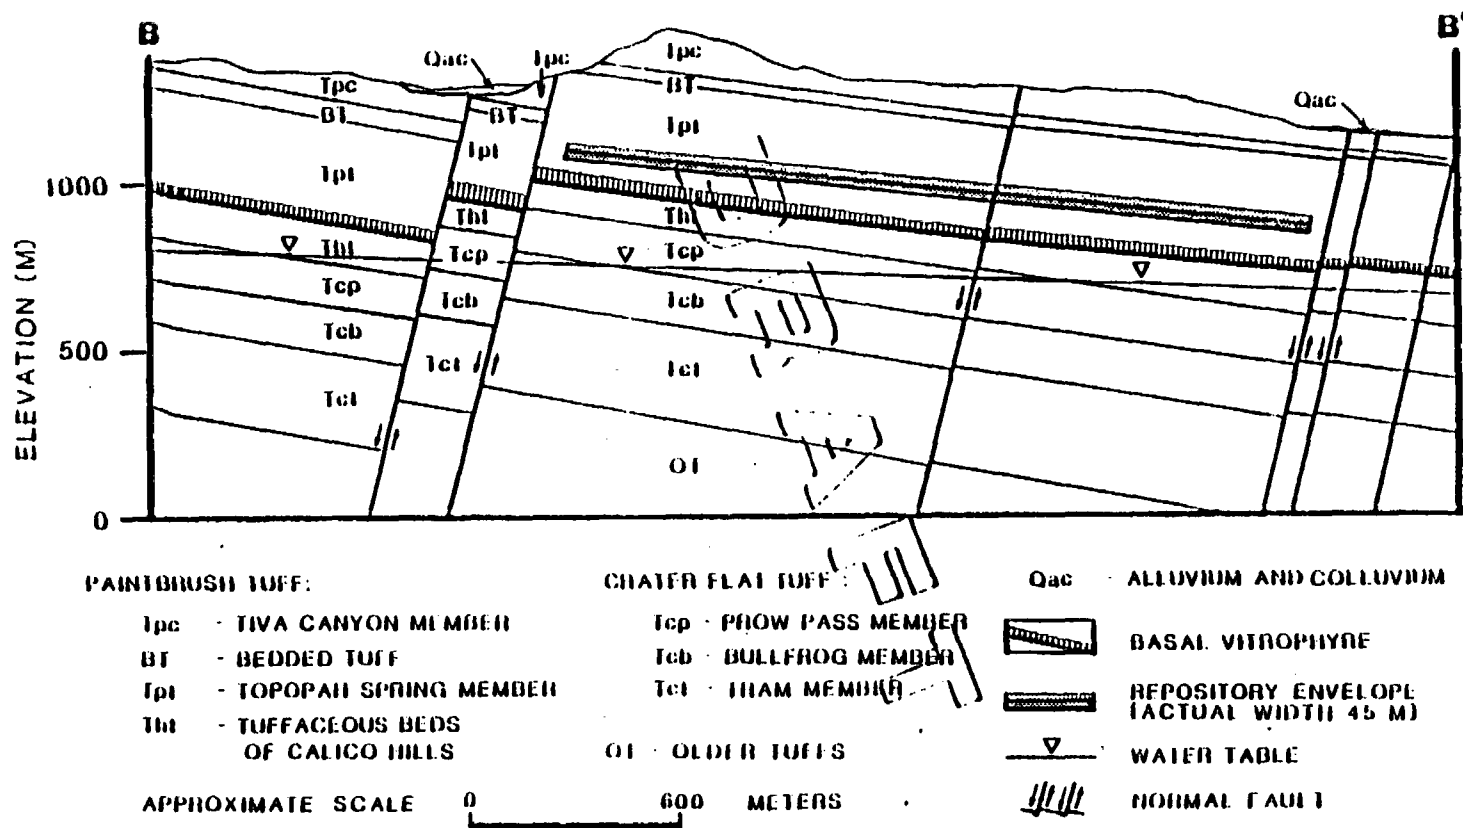 B
B'
Qac
Tpc
Tpc
Tpc
BT
BT
BT
Qac
Tpt
Tpt
Tpt
1000
Tht
Tht
Tht
Tcp
Tcp
Tcp
Tcb
Tcb
Tcb
500
Tct
Tct
Tct
OT
0
ELEVATION (M)
PAINTBRUSH TUFF:
Tpc - TIVA CANYON MEMBER
BT - BEDDED TUFF
Tpt - TOPOPAH SPRING MEMBER
Tht - TUFFACEOUS BEDS
OF CALICO HILLS
CRATER FLAT TUFF:
Tcp - PROW PASS MEMBER
Tcb - BULLFROG MEMBER
Tct - TRAM MEMBER
OT - OLDER TUFFS
Qac - ALLUVIUM AND COLLUVIUM
BASAL VITROPHYRE
REPOSITORY ENVELOPE
(ACTUAL WIDTH 45 M)
WATER TABLE
NORMAL FAULT
APPROXIMATE SCALE 0 600 METERS